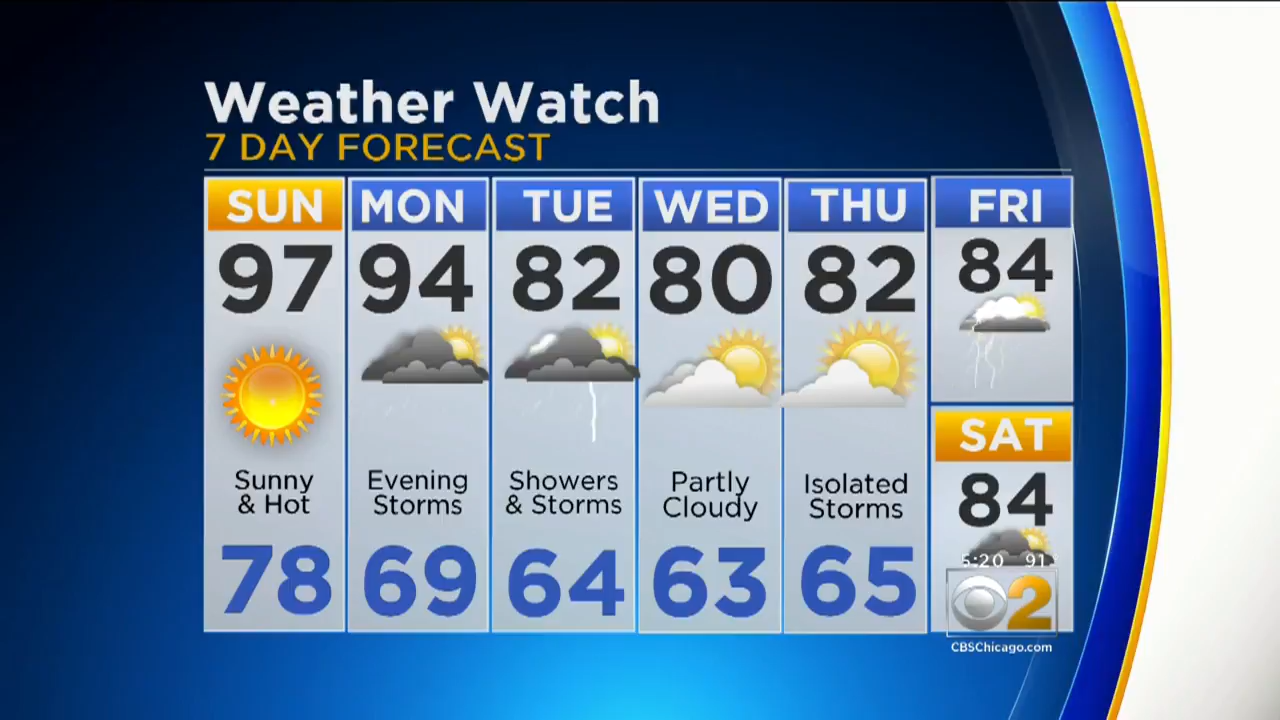 Weather Watch
7 DAY FORECAST
SUN
97
Sunny
& Hot
78
MON
94
Evening
Storms
69
TUE
82
Showers
& Storms
64
WED
80
Partly
Cloudy
63
THU
82
Isolated
Storms
65
FRI
84
SAT
84
5:20 91
2
CBSChicago.com